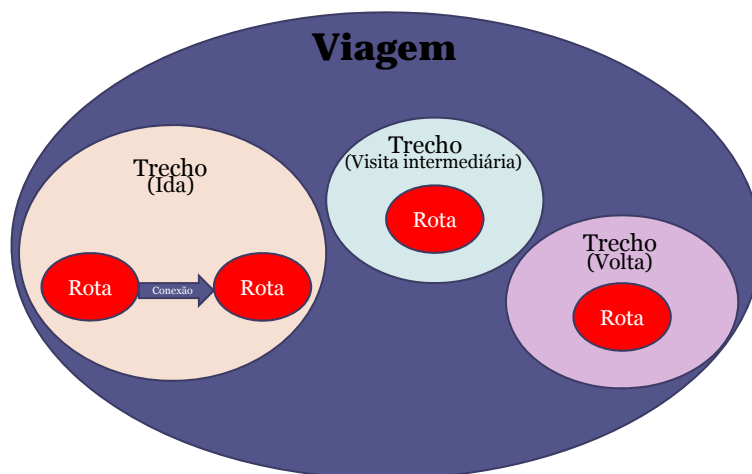 Viagem
Trecho
(Ida)
Rota
Conexão
Rota
Trecho
(Visita intermediária)
Rota
Trecho
(Volta)
Rota